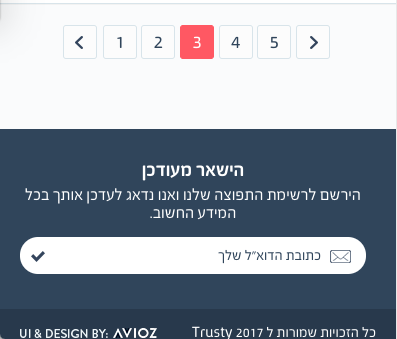 1 2 3 4 5
הישאר מעודכן
הירשם לרשימת התפוצה שלנו ואנו נדאג לעדכן אותך בכל
המידע החשוב.
כתובת הדוא"ל שלך
כל הזכויות שמורות ל Trusty 2017
UI & DESIGN BY: AVIOZ